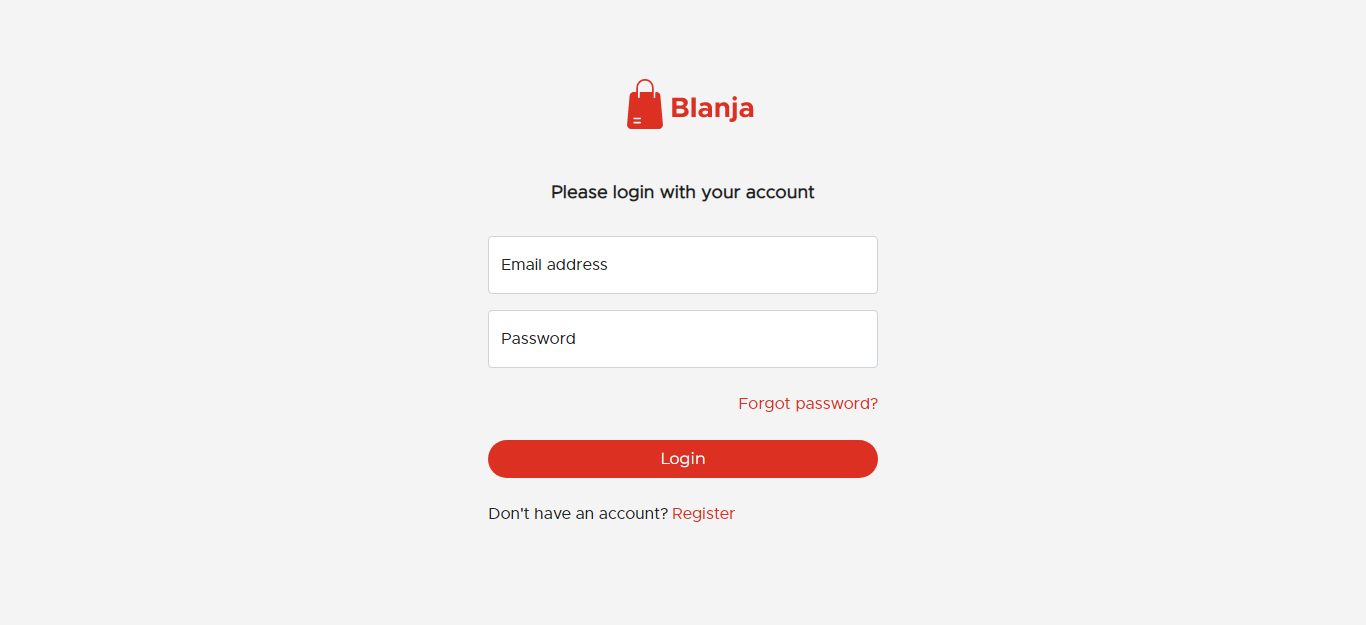 Blanja
Please login with your account
Email address
Password
Forgot password?
Login
Don't have an account? Register